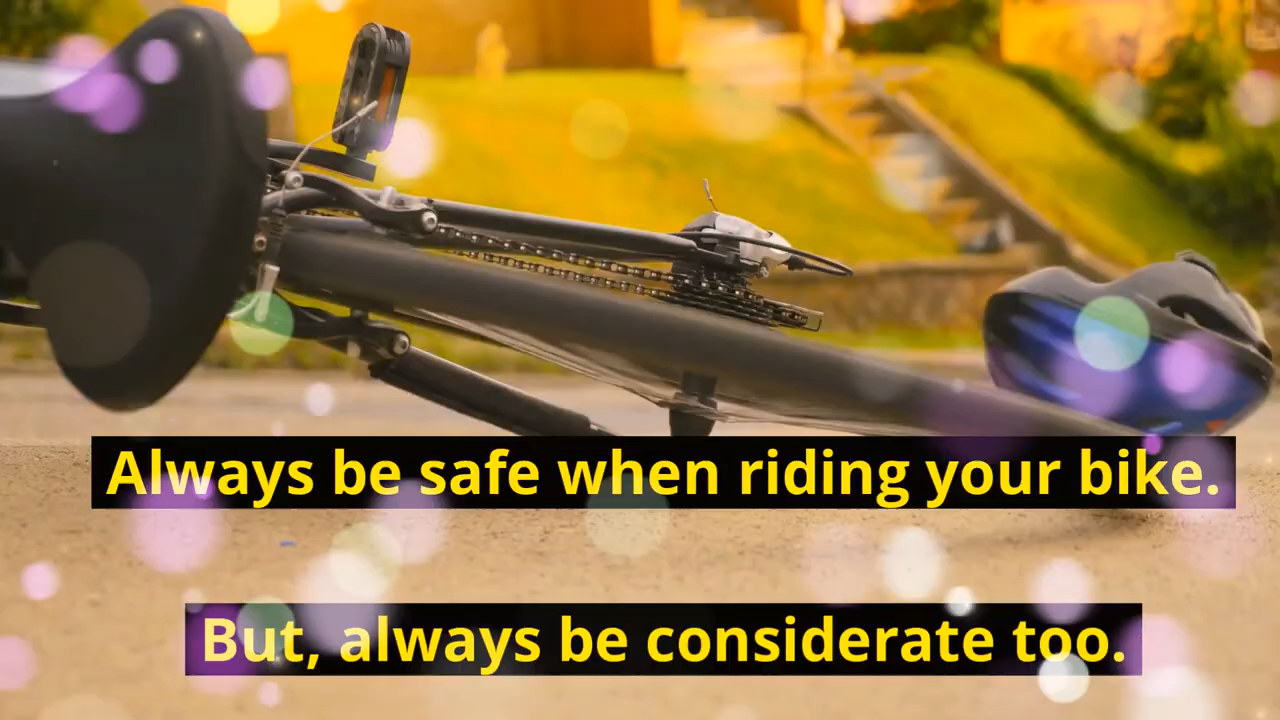 Always be safe when riding your bike.
But, always be considerate too.